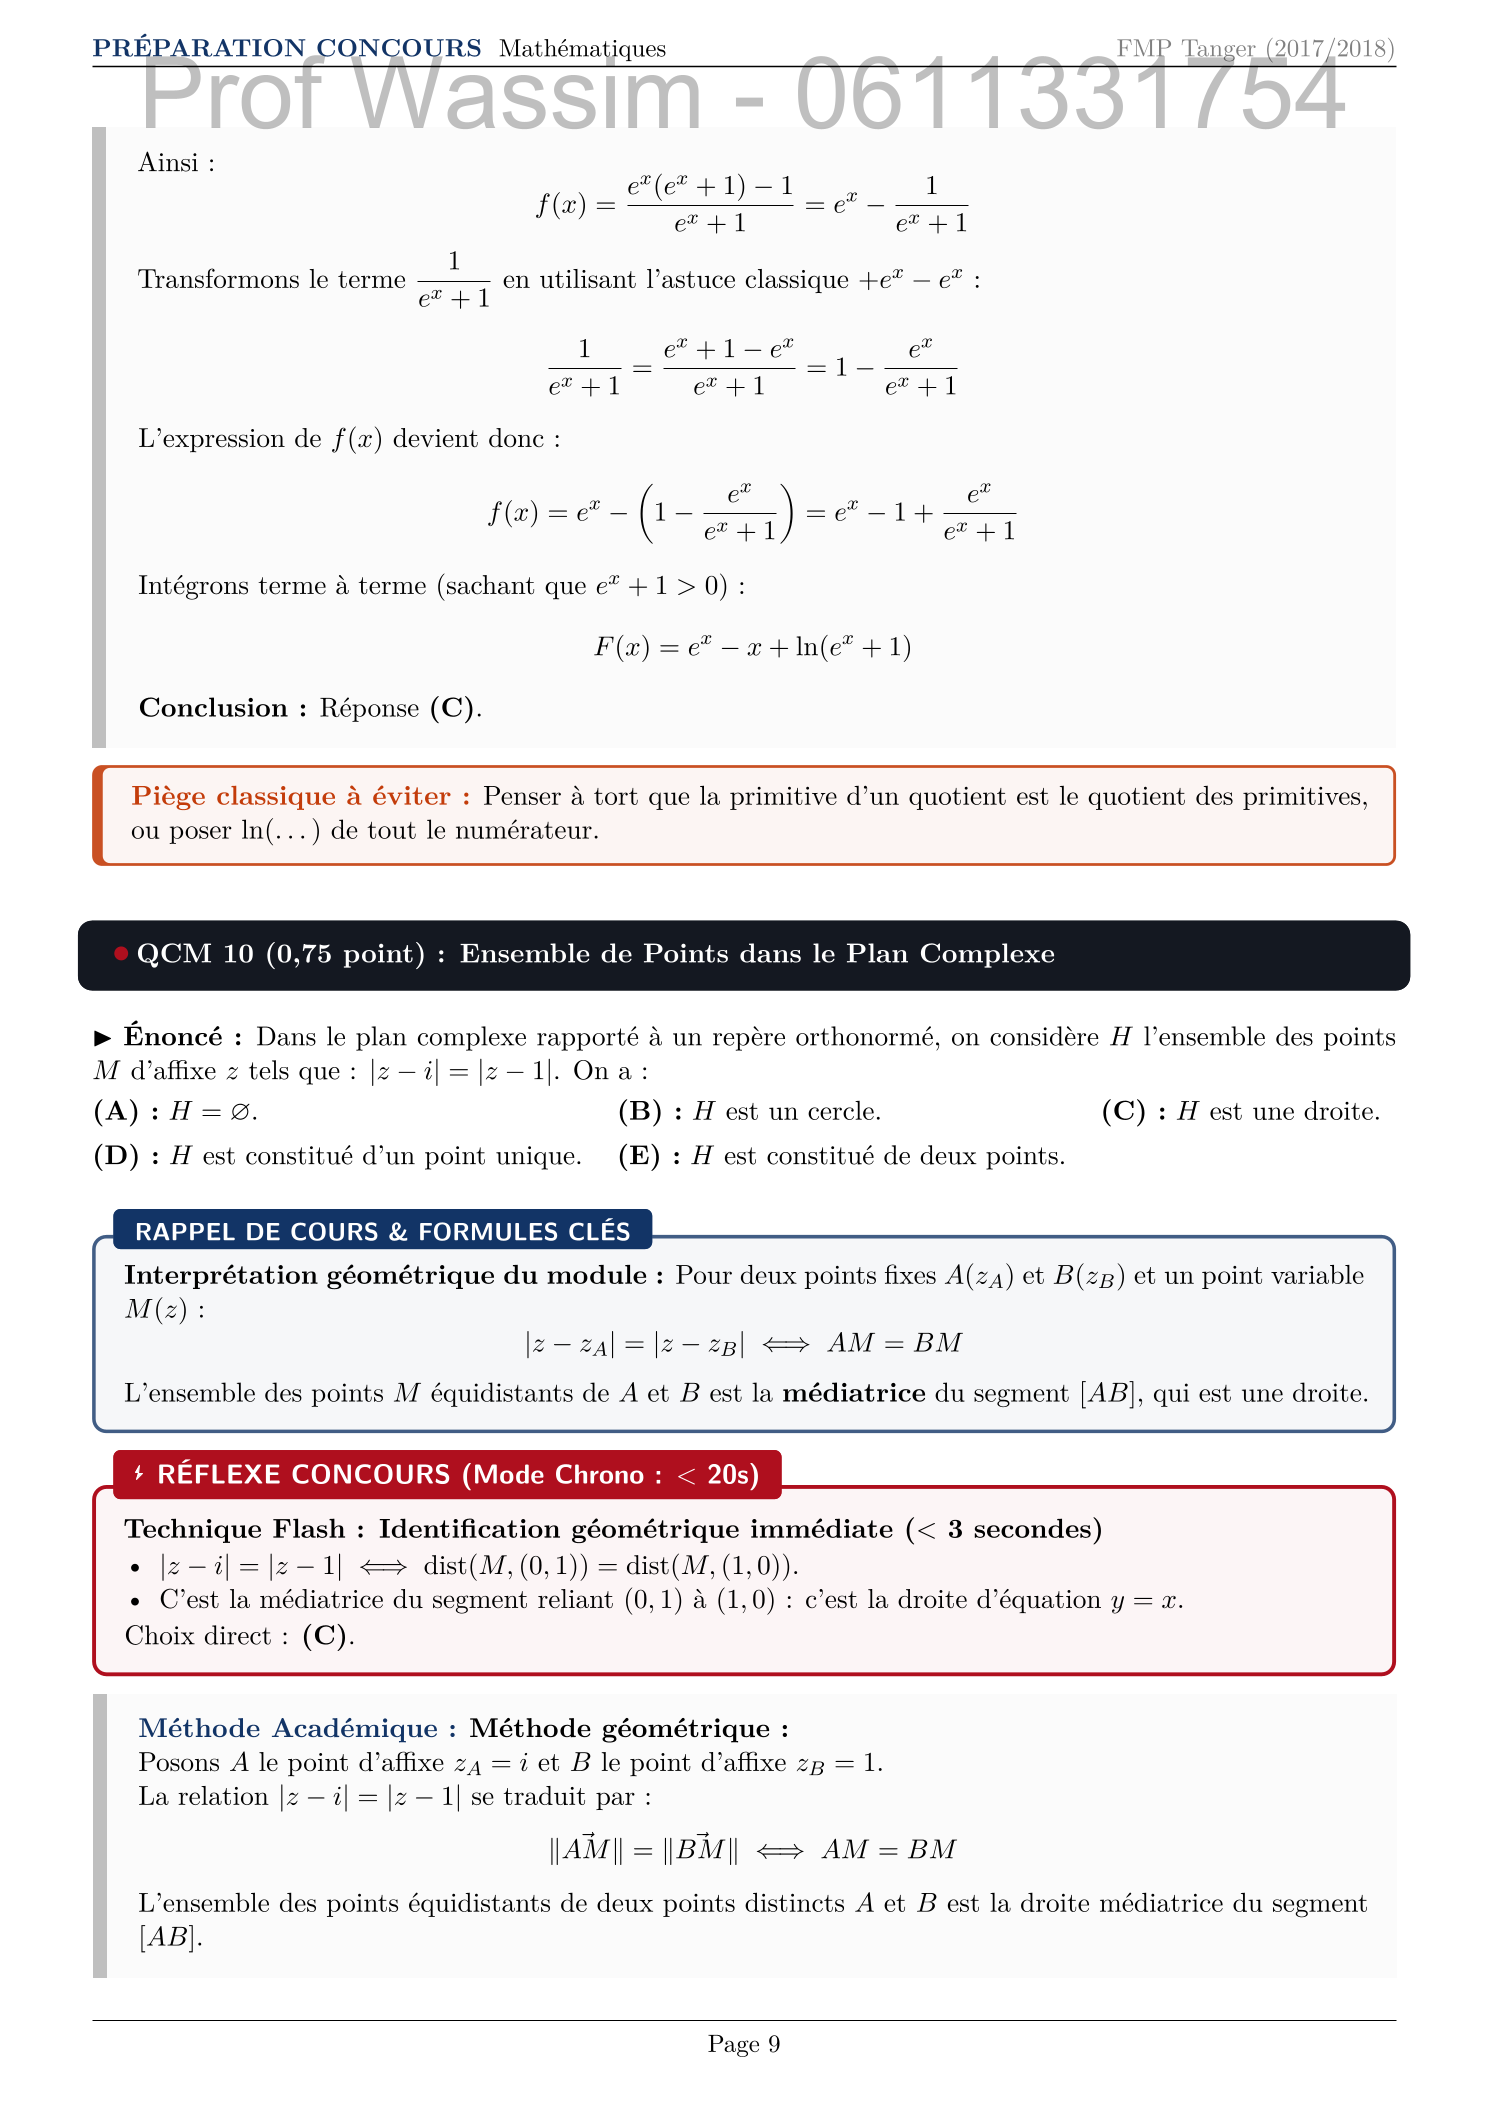 PRÉPARATION CONCOURS Mathématiques FMP Tanger (2017/2018)
Prof Wassim - 0611331754
Ainsi :
f(x) = \frac{e^x(e^x + 1) − 1}{e^x + 1} = e^x − \frac{1}{e^x + 1}
Transformons le terme \frac{1}{e^x + 1} en utilisant l'astuce classique +e^x − e^x :
\frac{1}{e^x + 1} = \frac{e^x + 1 − e^x}{e^x + 1} = 1 − \frac{e^x}{e^x + 1}
L'expression de f(x) devient donc :
f(x) = e^x − (1 − \frac{e^x}{e^x + 1}) = e^x − 1 + \frac{e^x}{e^x + 1}
Intégrons terme à terme (sachant que e^x + 1 > 0) :
F(x) = e^x − x + ln(e^x + 1)
Conclusion : Réponse (C).
Piège classique à éviter : Penser à tort que la primitive d'un quotient est le quotient des primitives,
ou poser ln(. . . ) de tout le numérateur.
● QCM 10 (0,75 point) : Ensemble de Points dans le Plan Complexe
▶ Énoncé : Dans le plan complexe rapporté à un repère orthonormé, on considère H l'ensemble des points
M d'affixe z tels que : |z − i| = |z − 1|. On a :
(A) : H = ∅. (B) : H est un cercle. (C) : H est une droite.
(D) : H est constitué d'un point unique. (E) : H est constitué de deux points.
RAPPEL DE COURS & FORMULES CLÉS
Interprétation géométrique du module : Pour deux points fixes A(z_A) et B(z_B) et un point variable
M(z) :
|z − z_A| = |z − z_B| ⟺ AM = BM
L'ensemble des points M équidistants de A et B est la médiatrice du segment [AB], qui est une droite.
⚡ RÉFLEXE CONCOURS (Mode Chrono : < 20s)
Technique Flash : Identification géométrique immédiate (< 3 secondes)
• |z − i| = |z − 1| ⟺ dist(M, (0, 1)) = dist(M, (1, 0)).
• C'est la médiatrice du segment reliant (0, 1) à (1, 0) : c'est la droite d'équation y = x.
Choix direct : (C).
Méthode Académique : Méthode géométrique :
Posons A le point d'affixe z_A = i et B le point d'affixe z_B = 1.
La relation |z − i| = |z − 1| se traduit par :
‖\vec{AM}‖ = ‖\vec{BM}‖ ⟺ AM = BM
L'ensemble des points équidistants de deux points distincts A et B est la droite médiatrice du segment
[AB].
Page 9